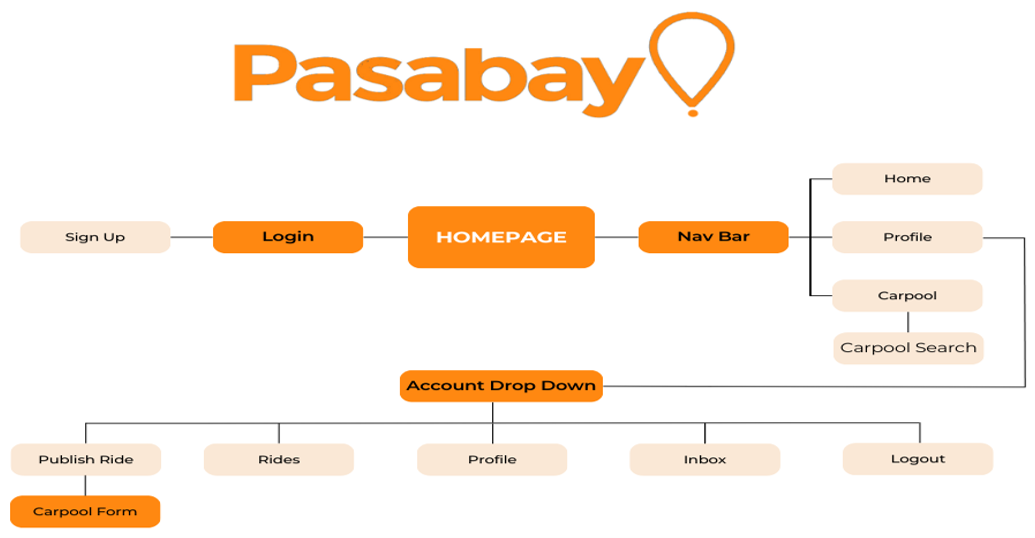 Pasabay
Home
Sign Up
Login
HOMEPAGE
Nav Bar
Profile
Carpool
Carpool Search
Account Drop Down
Publish Ride
Rides
Profile
Inbox
Logout
Carpool Form